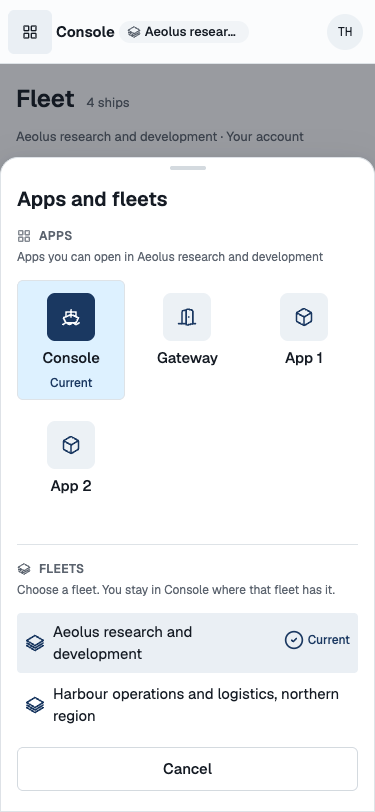 Console
Aeolus resear...
TH
Fleet 4 ships
Aeolus research and development · Your account
Apps and fleets
APPS
Apps you can open in Aeolus research and development
Console
Gateway
App 1
Current
App 2
FLEETS
Choose a fleet. You stay in Console where that fleet has it.
Aeolus research and
development
Current
Harbour operations and logistics, northern
region
Cancel